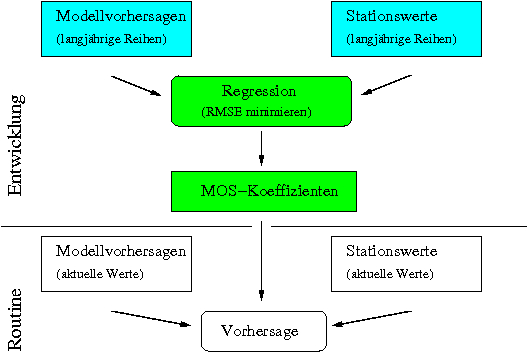 Modellvorhersagen
(langjährige Reihen)
Stationswerte
(langjährige Reihen)
Regression
(RMSE minimieren)
MOS-Koeffizienten
Entwicklung
Modellvorhersagen
(aktuelle Werte)
Stationswerte
(aktuelle Werte)
Vorhersage
Routine